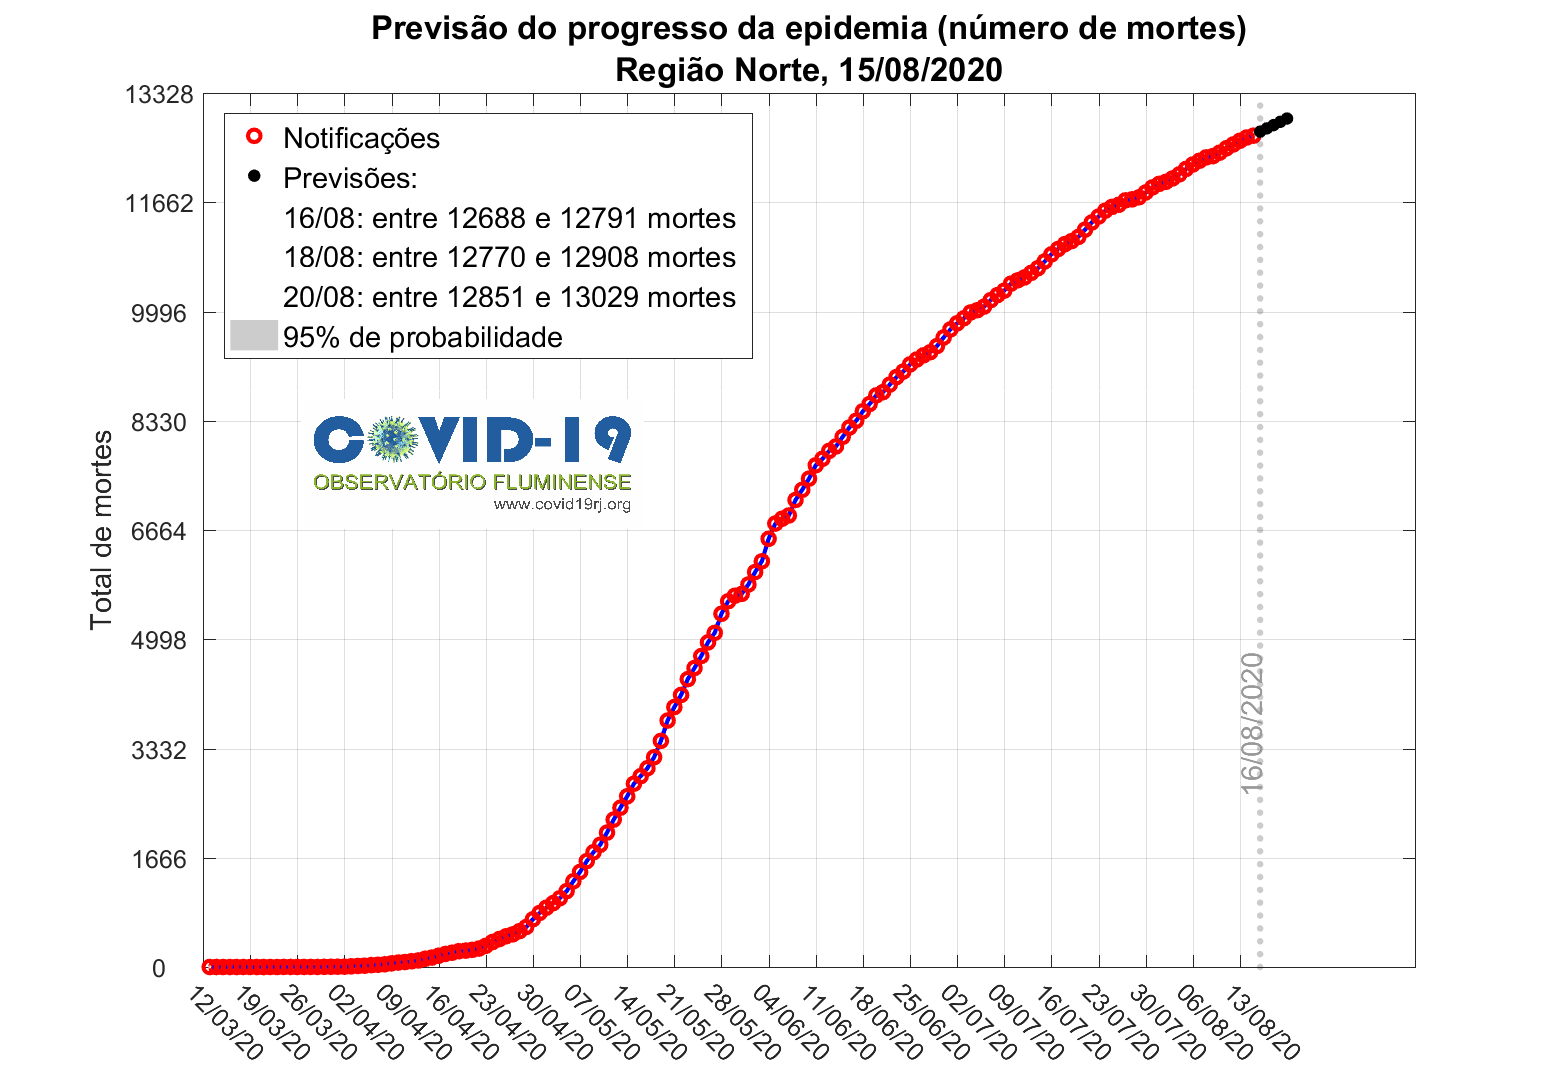 Previsão do progresso da epidemia (número de mortes)
Região Norte, 15/08/2020
13328
11662
9996
8330
6664
4998
3332
1666
0
Total de mortes
Notificações
Previsões:
16/08: entre 12688 e 12791 mortes
18/08: entre 12770 e 12908 mortes
20/08: entre 12851 e 13029 mortes
95% de probabilidade
COVID-19
OBSERVATÓRIO FLUMINENSE
www.covid19rj.org
16/08/2020
12/03/20
19/03/20
26/03/20
02/04/20
09/04/20
16/04/20
23/04/20
30/04/20
07/05/20
14/05/20
21/05/20
28/05/20
04/06/20
11/06/20
18/06/20
25/06/20
02/07/20
09/07/20
16/07/20
23/07/20
30/07/20
06/08/20
13/08/20